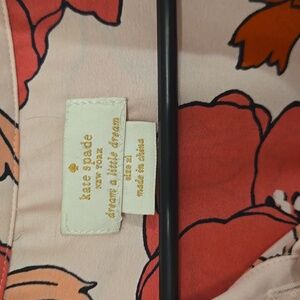 kate spade
NEW YORK
dream a little dream
size xl
made in china